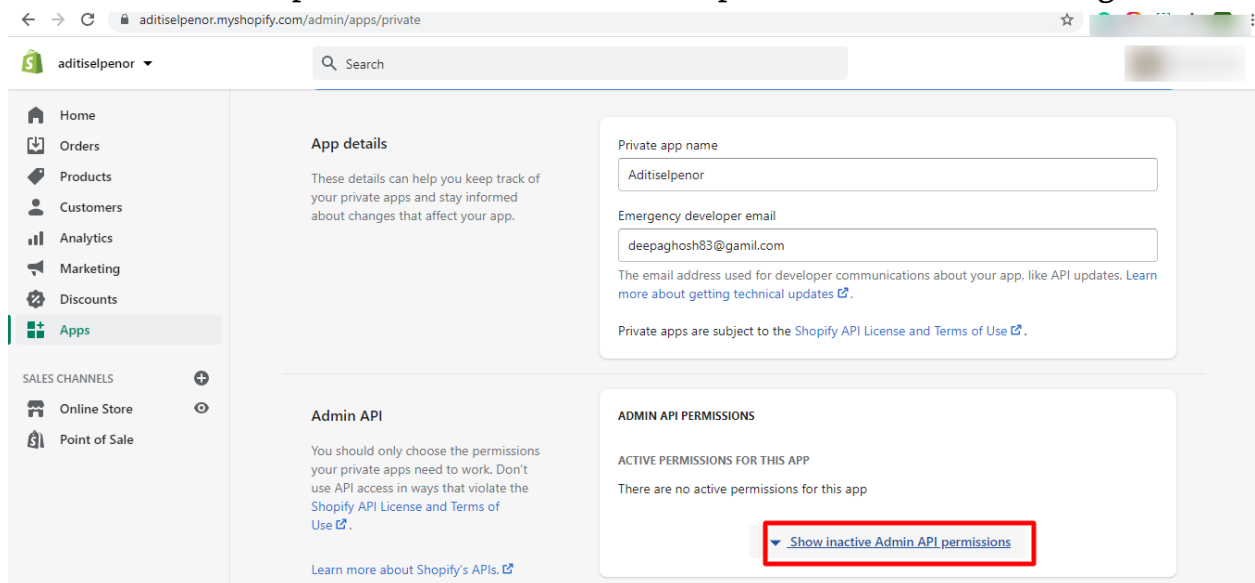 aditiselpenor.myshopify.com/admin/apps/private
aditiselpenor
Search
Home
Orders
Products
Customers
Analytics
Marketing
Discounts
Apps
SALES CHANNELS
Online Store
Point of Sale
App details
These details can help you keep track of
your private apps and stay informed
about changes that affect your app.
Private app name
Aditiselpenor
Emergency developer email
deepaghosh83@gamil.com
The email address used for developer communications about your app, like API updates. Learn
more about getting technical updates.
Private apps are subject to the Shopify API License and Terms of Use.
Admin API
You should only choose the permissions
your private apps need to work. Don't
use API access in ways that violate the
Shopify API License and Terms of
Use.
Learn more about Shopify's APIs.
ADMIN API PERMISSIONS
ACTIVE PERMISSIONS FOR THIS APP
There are no active permissions for this app
Show inactive Admin API permissions